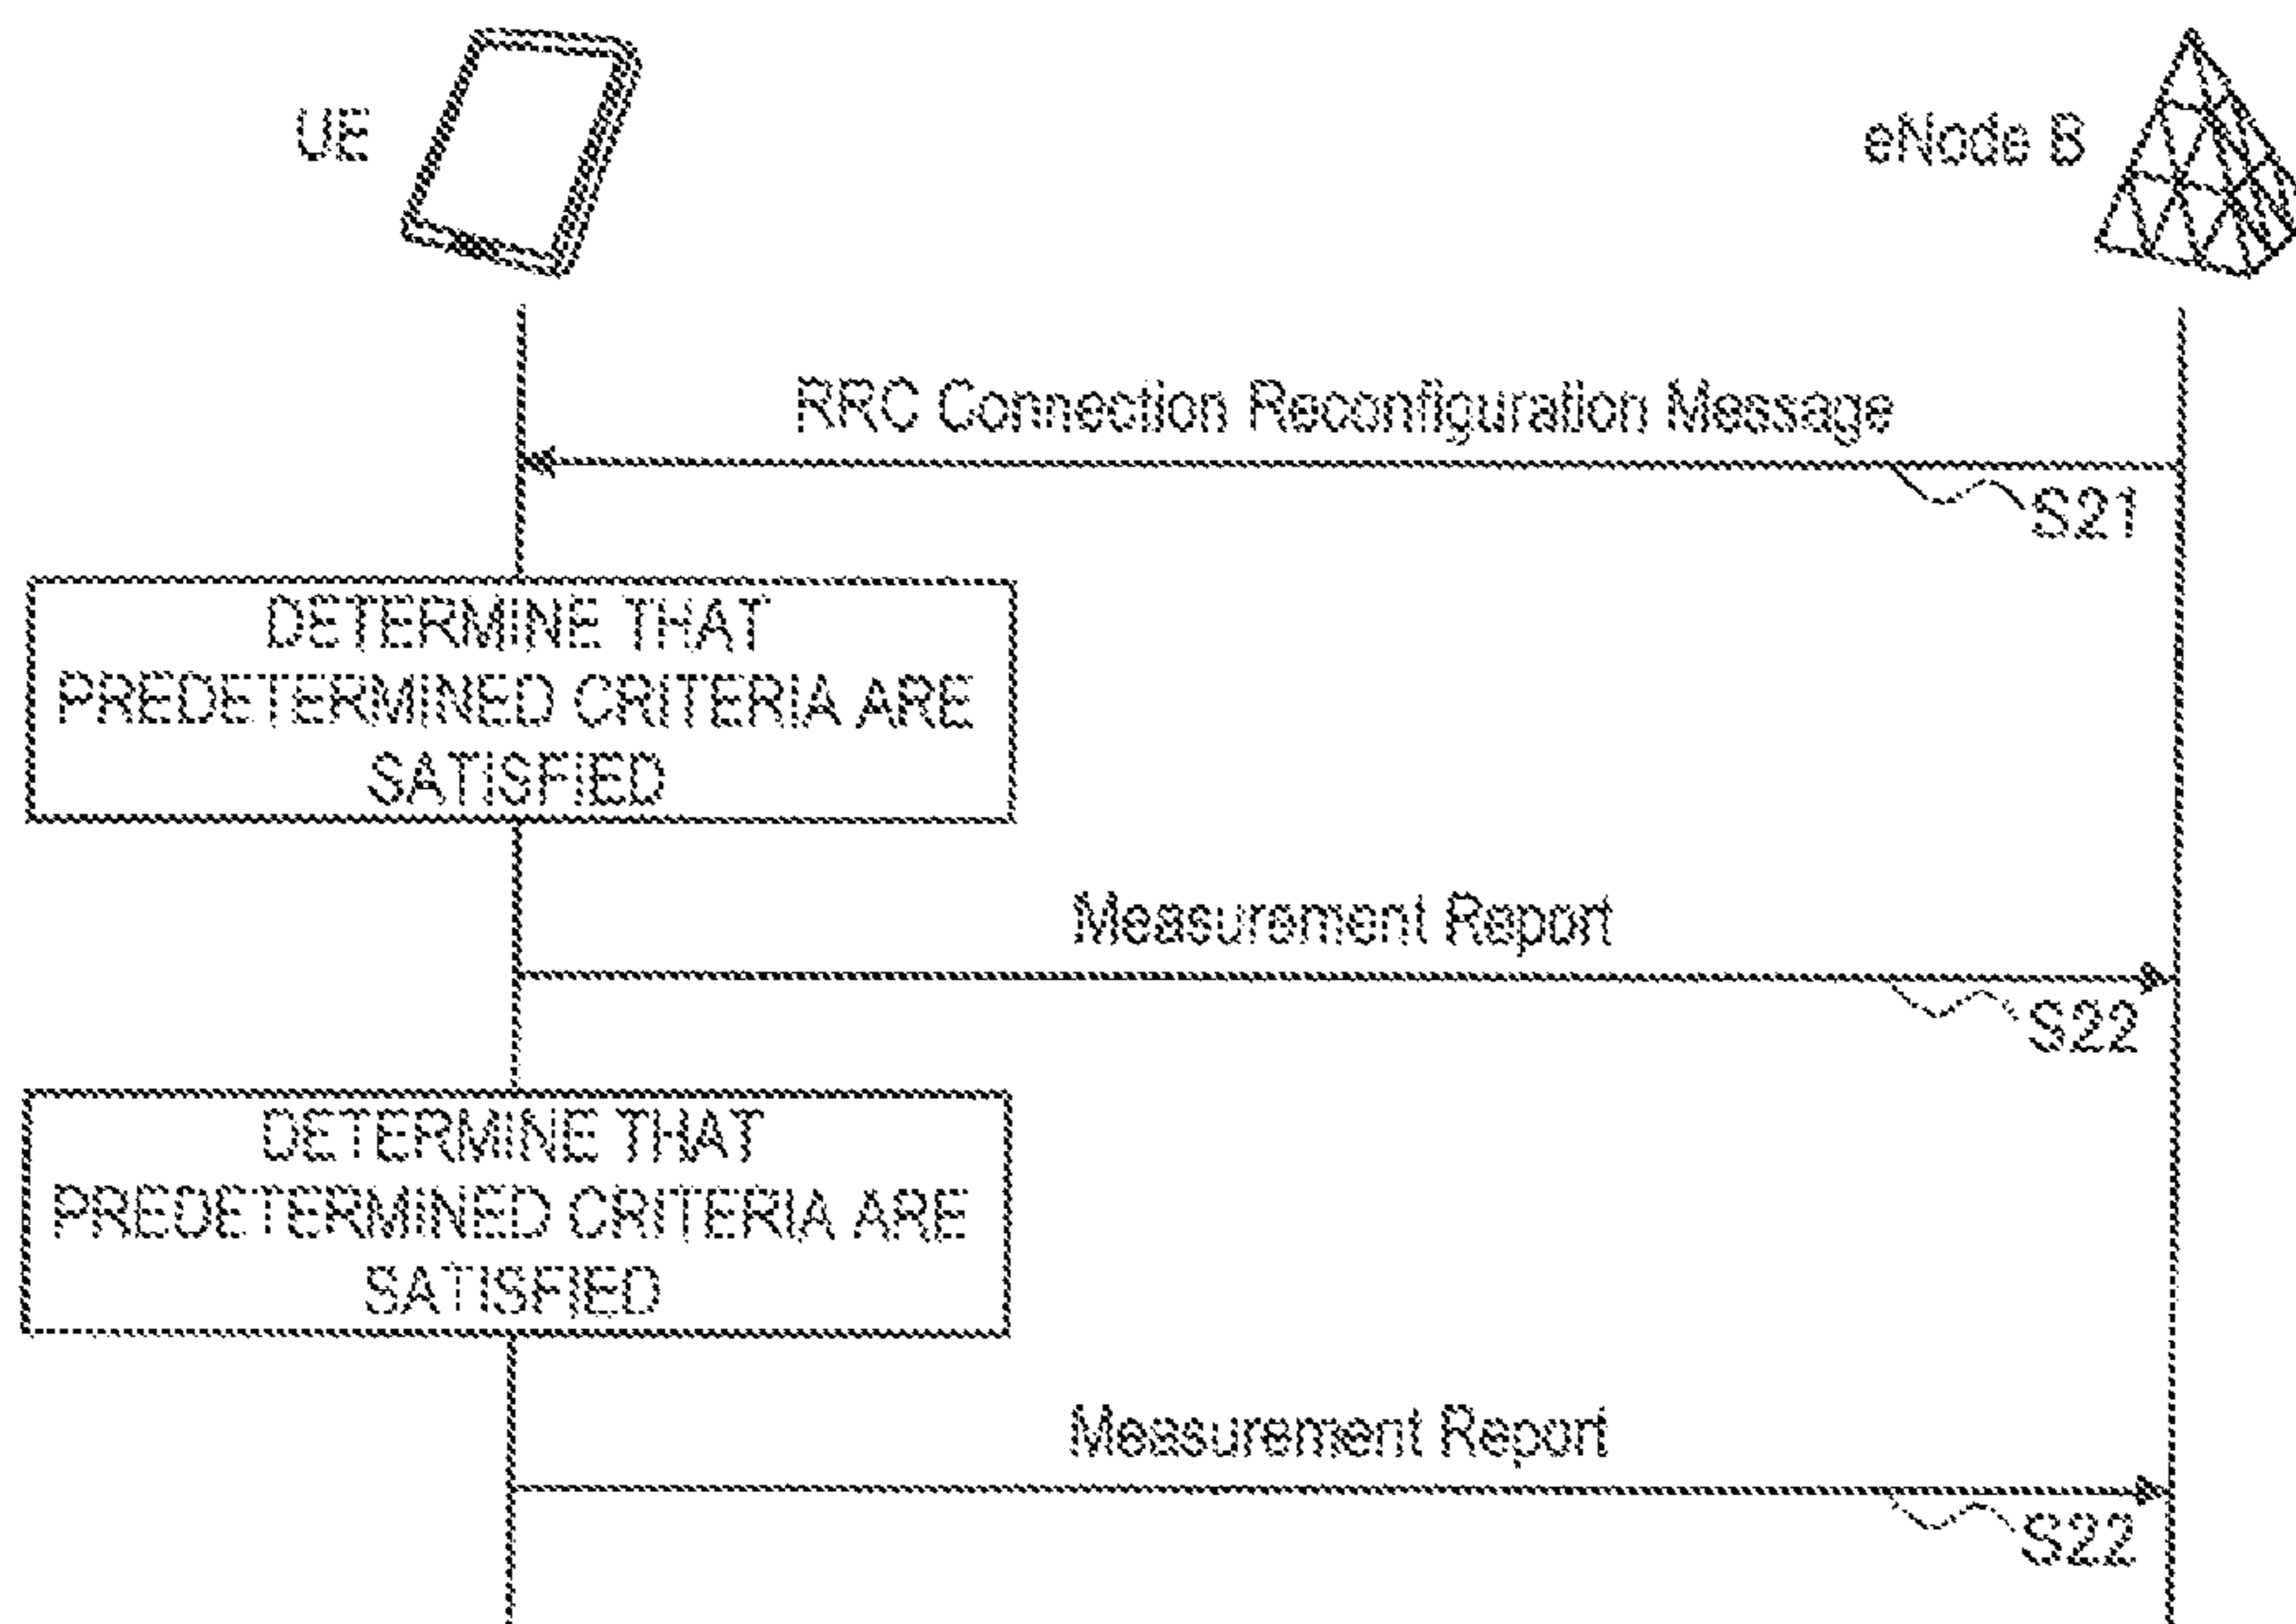 UE
eNode B
RRC Connection Reconfiguration Message
S21
DETERMINE THAT
PREDETERMINED CRITERIA ARE
SATISFIED
Measurement Report
S22
DETERMINE THAT
PREDETERMINED CRITERIA ARE
SATISFIED
Measurement Report
S22